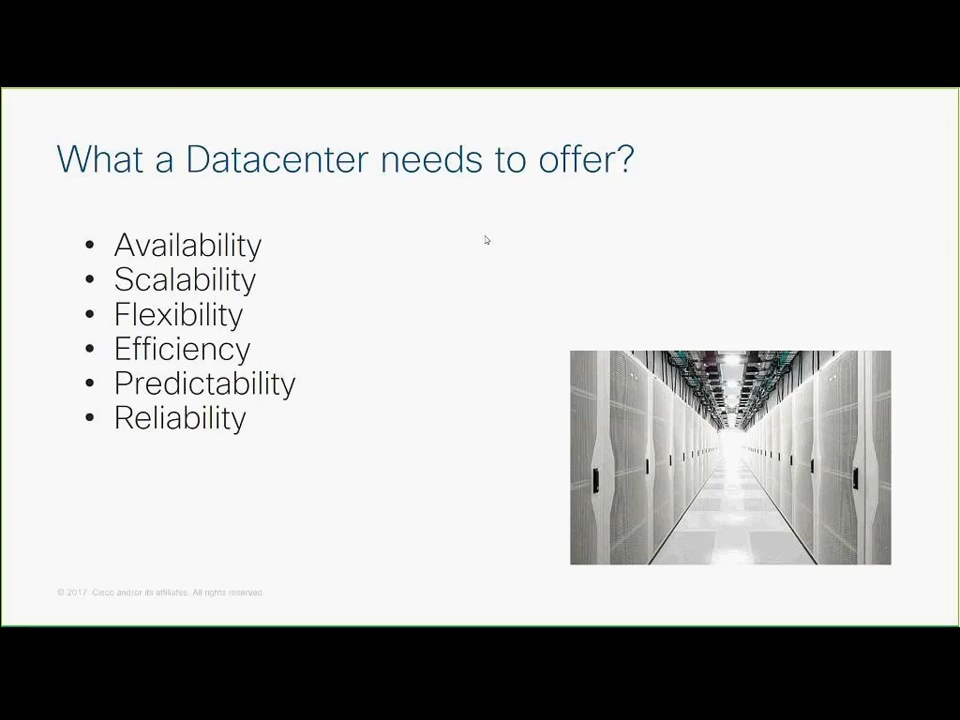 What a Datacenter needs to offer?
• Availability
• Scalability
• Flexibility
• Efficiency
• Predictability
• Reliability
© 2017 Cisco and/or its affiliates. All rights reserved